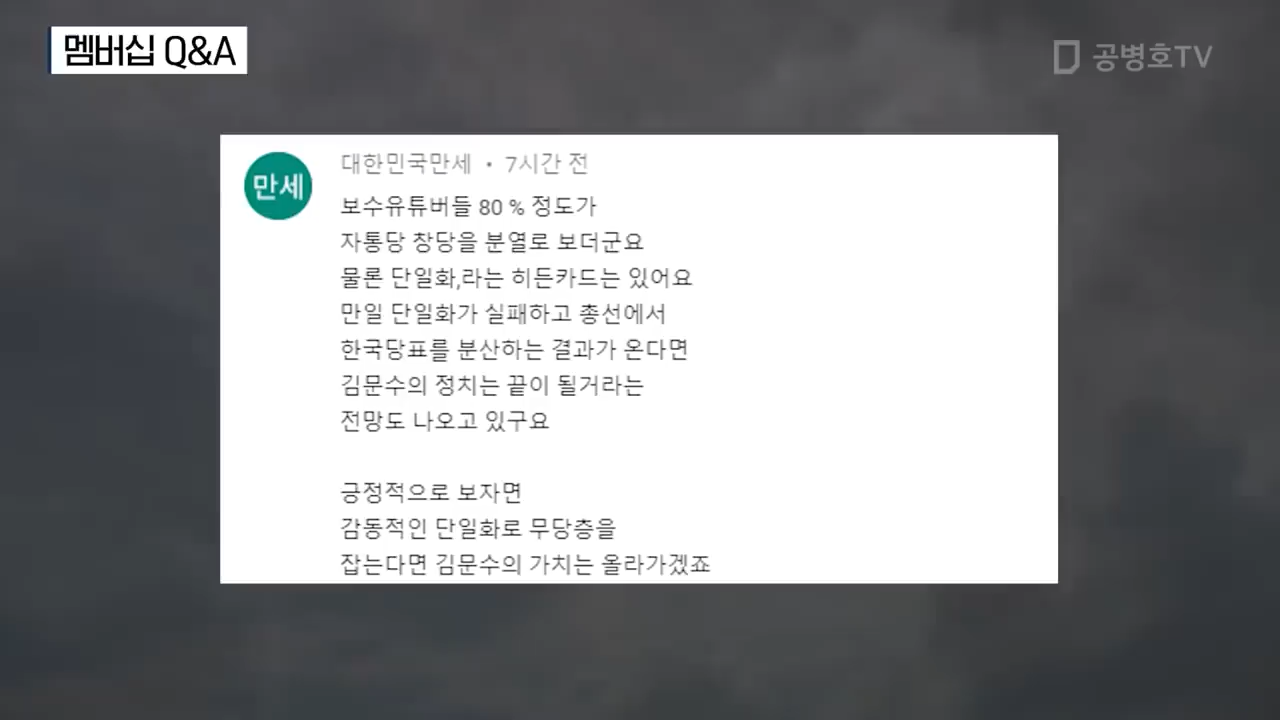 멤버십 Q&A
공병호TV
만세
대한민국만세 • 7시간 전
보수유튜버들 80 % 정도가
자통당 창당을 분열로 보더군요
물론 단일화,라는 히든카드는 있어요
만일 단일화가 실패하고 총선에서
한국당표를 분산하는 결과가 온다면
김문수의 정치는 끝이 될거라는
전망도 나오고 있구요
긍정적으로 보자면
감동적인 단일화로 무당층을
잡는다면 김문수의 가치는 올라가겠죠